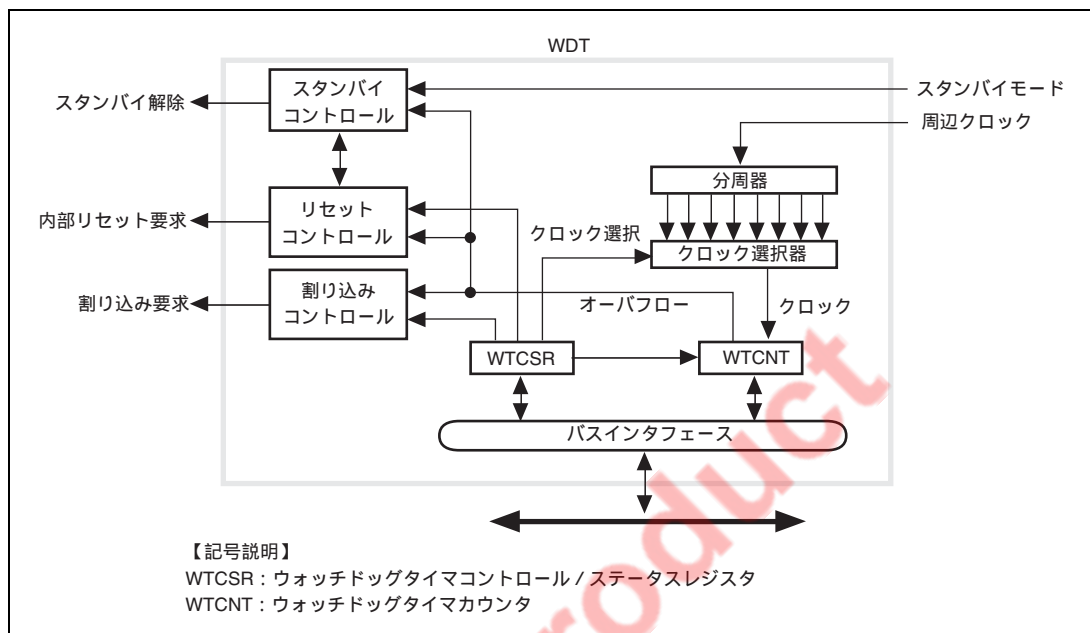 WDT
スタンバイ
コントロール
スタンバイ解除
スタンバイモード
周辺クロック
分周器
リセット
コントロール
内部リセット要求
クロック選択
クロック選択器
割り込み
コントロール
割り込み要求
オーバフロー
クロック
WTCSR
WTCNT
バスインタフェース
【記号説明】
WTCSR：ウォッチドッグタイマコントロール / ステータスレジスタ
WTCNT：ウォッチドッグタイマカウンタ
roduct